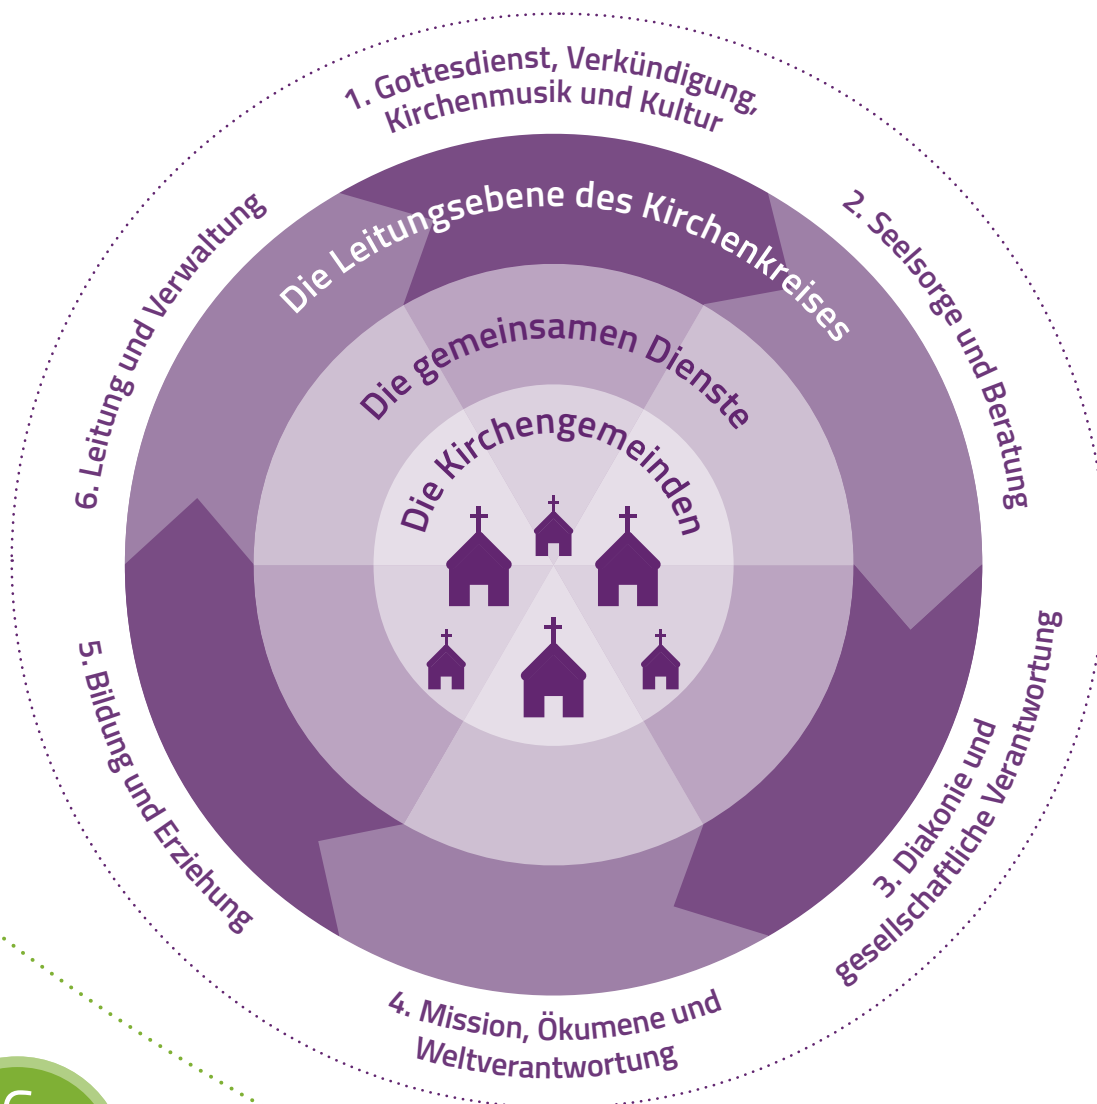 1. Gottesdienst, Verkündigung,
Kirchenmusik und Kultur
2. Seelsorge und Beratung
3. Diakonie und
gesellschaftliche Verantwortung
4. Mission, Ökumene und
Weltverantwortung
5. Bildung und Erziehung
6. Leitung und Verwaltung
Die Leitungsebene des Kirchenkreises
Die gemeinsamen Dienste
Die Kirchengemeinden